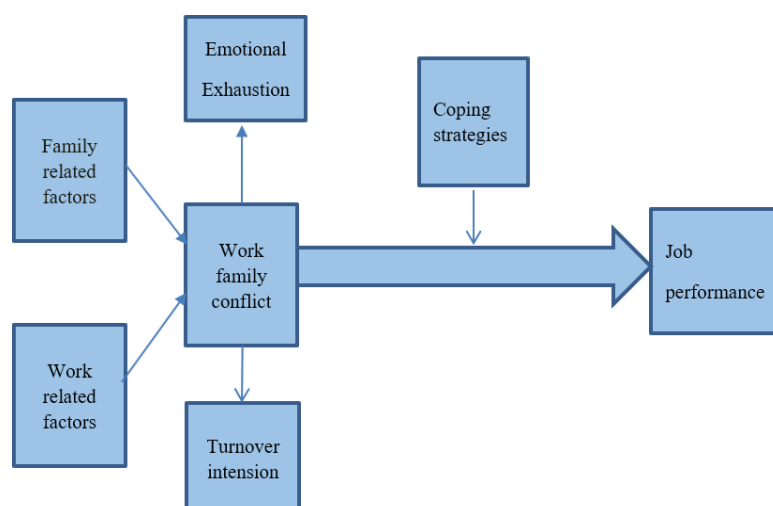 Emotional
Exhaustion
Coping
strategies
Family
related
factors
Work
family
conflict
Job
performance
Work
related
factors
Turnover
intension